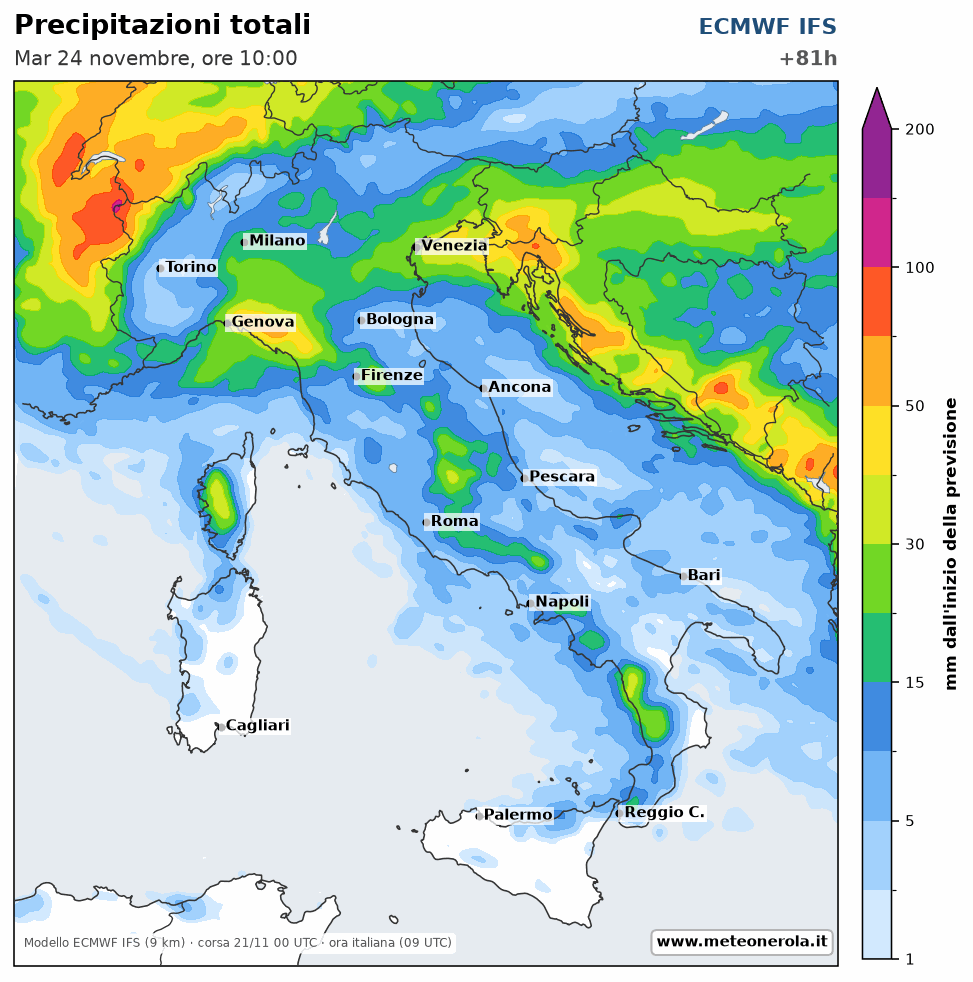 Precipitazioni totali
ECMWF IFS
Mar 24 novembre, ore 10:00
+81h
Milano
Venezia
Torino
Genova
Bologna
Firenze
Ancona
Pescara
Roma
Bari
Napoli
Cagliari
Palermo
Reggio C.
200
100
50
30
15
5
1
mm dall'inizio della previsione
Modello ECMWF IFS (9 km) · corsa 21/11 00 UTC · ora italiana (09 UTC)
www.meteonerola.it